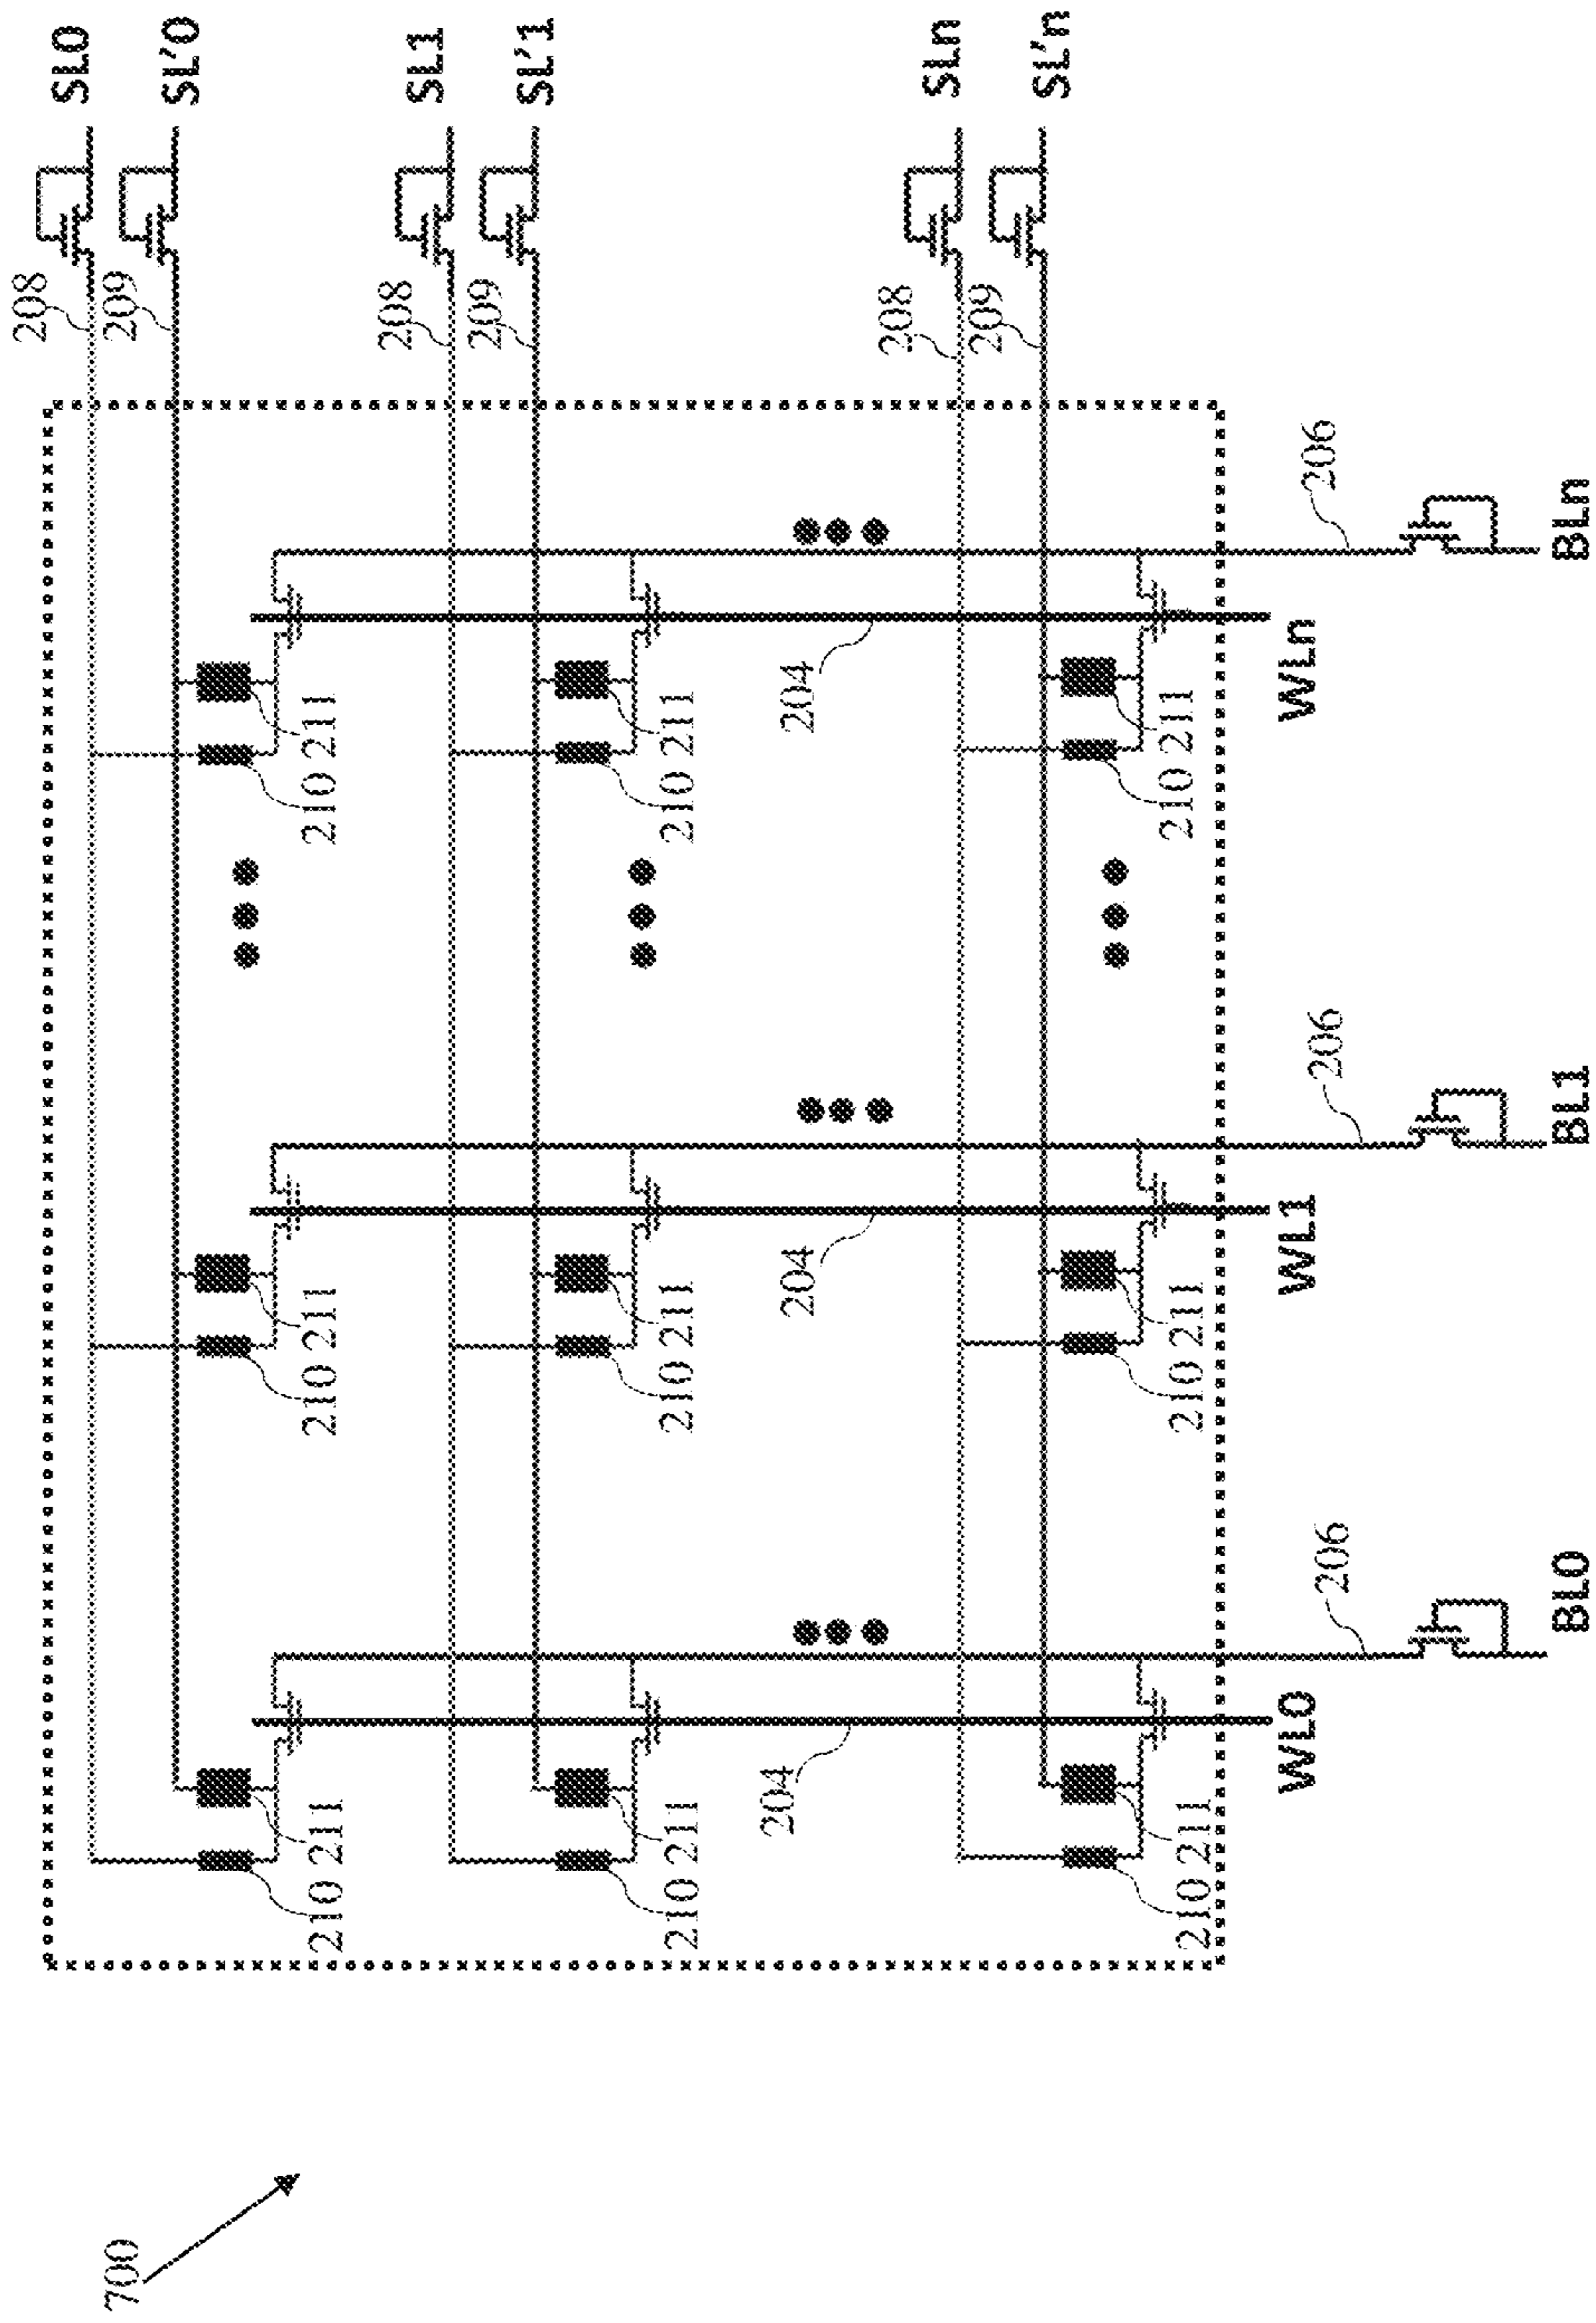 700
208 SL0
209 SL'0
210 211 210 211 210 211
208 SL1
209 SL'1
210 211 210 211 210 211
204 204 204
208 SLn
209 SL'n
210 211 210 211 210 211
WL0 WL1 WLn
206 206 206
BL0 BL1 BLn